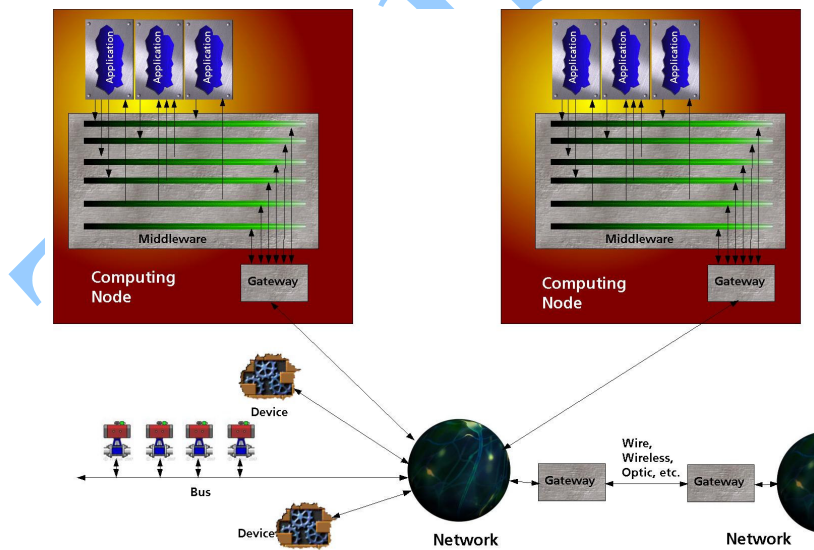 Application
Application
Application
Application
Application
Application
Middleware
Middleware
Computing
Node
Gateway
Computing
Node
Gateway
Device
Bus
Device
Network
Gateway
Wire,
Wireless,
Optic, etc.
Gateway
Network